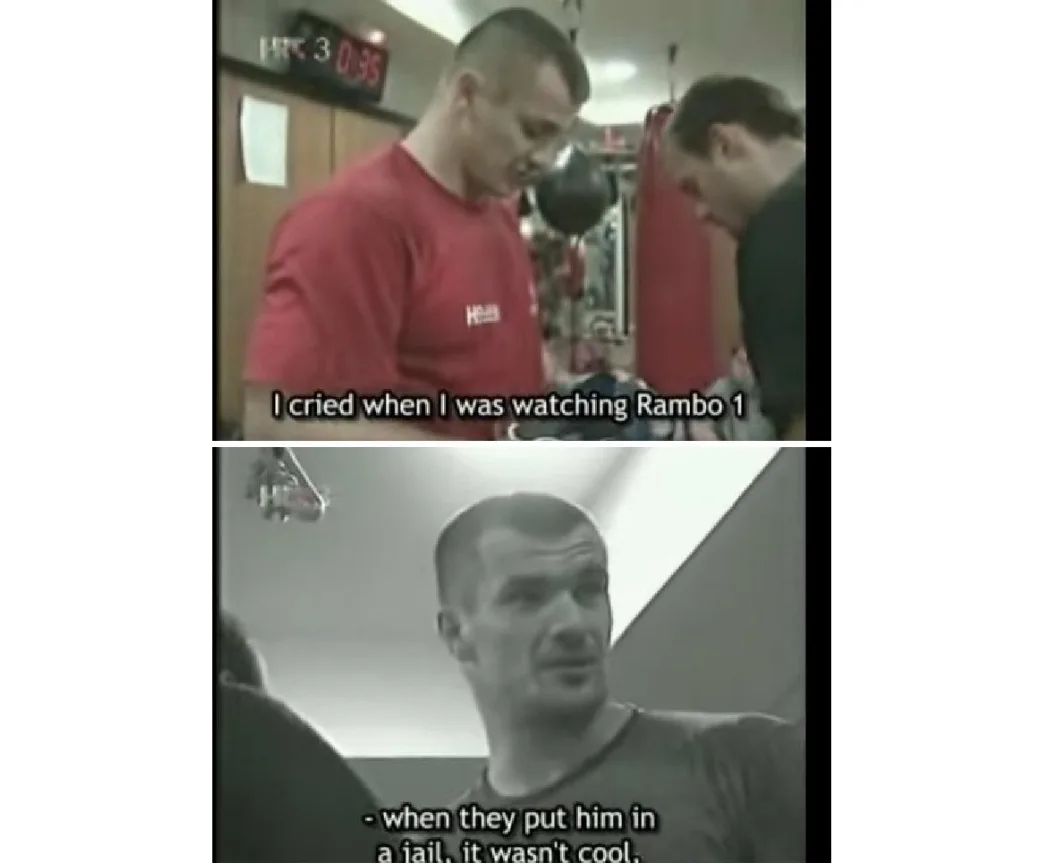 HRT 3 0:35
I cried when I was watching Rambo 1
- when they put him in
a jail, it wasn't cool.